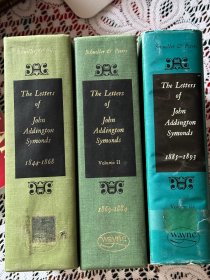 Schueller & Peters
The Letters
of
John
Addington
Symonds
1844-1868
Schueller & Peters
The Letters
of
John
Addington
Symonds
Volume II
1869-1884
WAYNE
Schueller & Peters
The Letters
of
John
Addington
Symonds
1885-1893
wayne